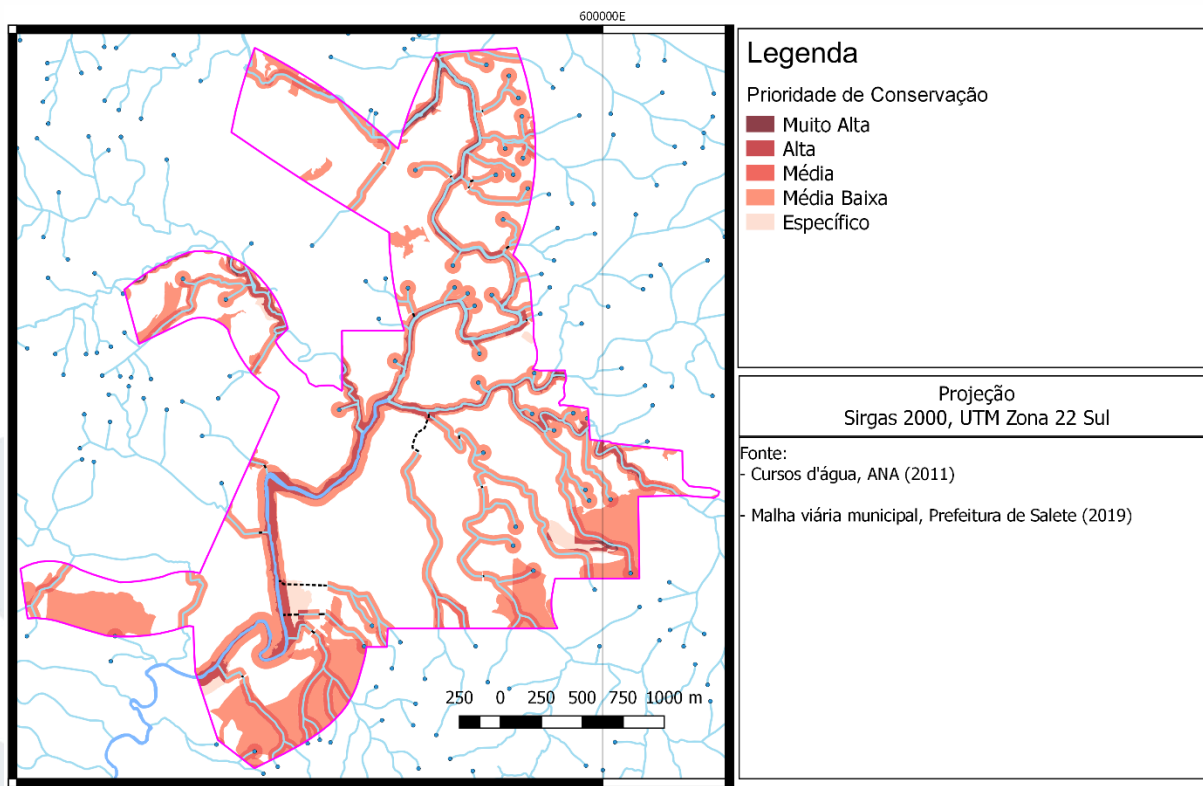 600000E
Legenda
Prioridade de Conservação
Muito Alta
Alta
Média
Média Baixa
Específico
Projeção
Sirgas 2000, UTM Zona 22 Sul
Fonte:
- Cursos d'água, ANA (2011)
- Malha viária municipal, Prefeitura de Salete (2019)
250 0 250 500 750 1000 m